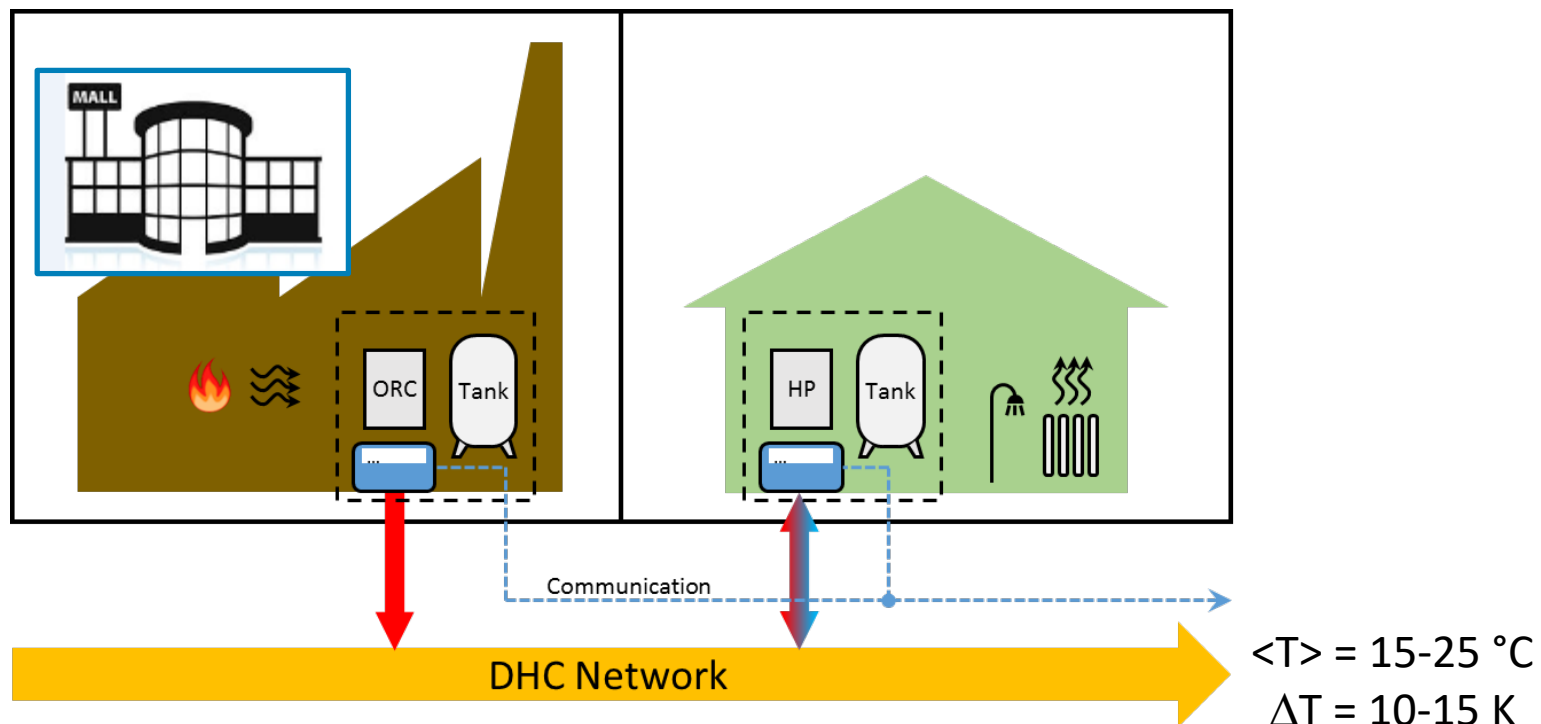 MALL
ORC
Tank
...
HP
Tank
...
Communication
DHC Network
<T> = 15-25 °C
ΔT = 10-15 K